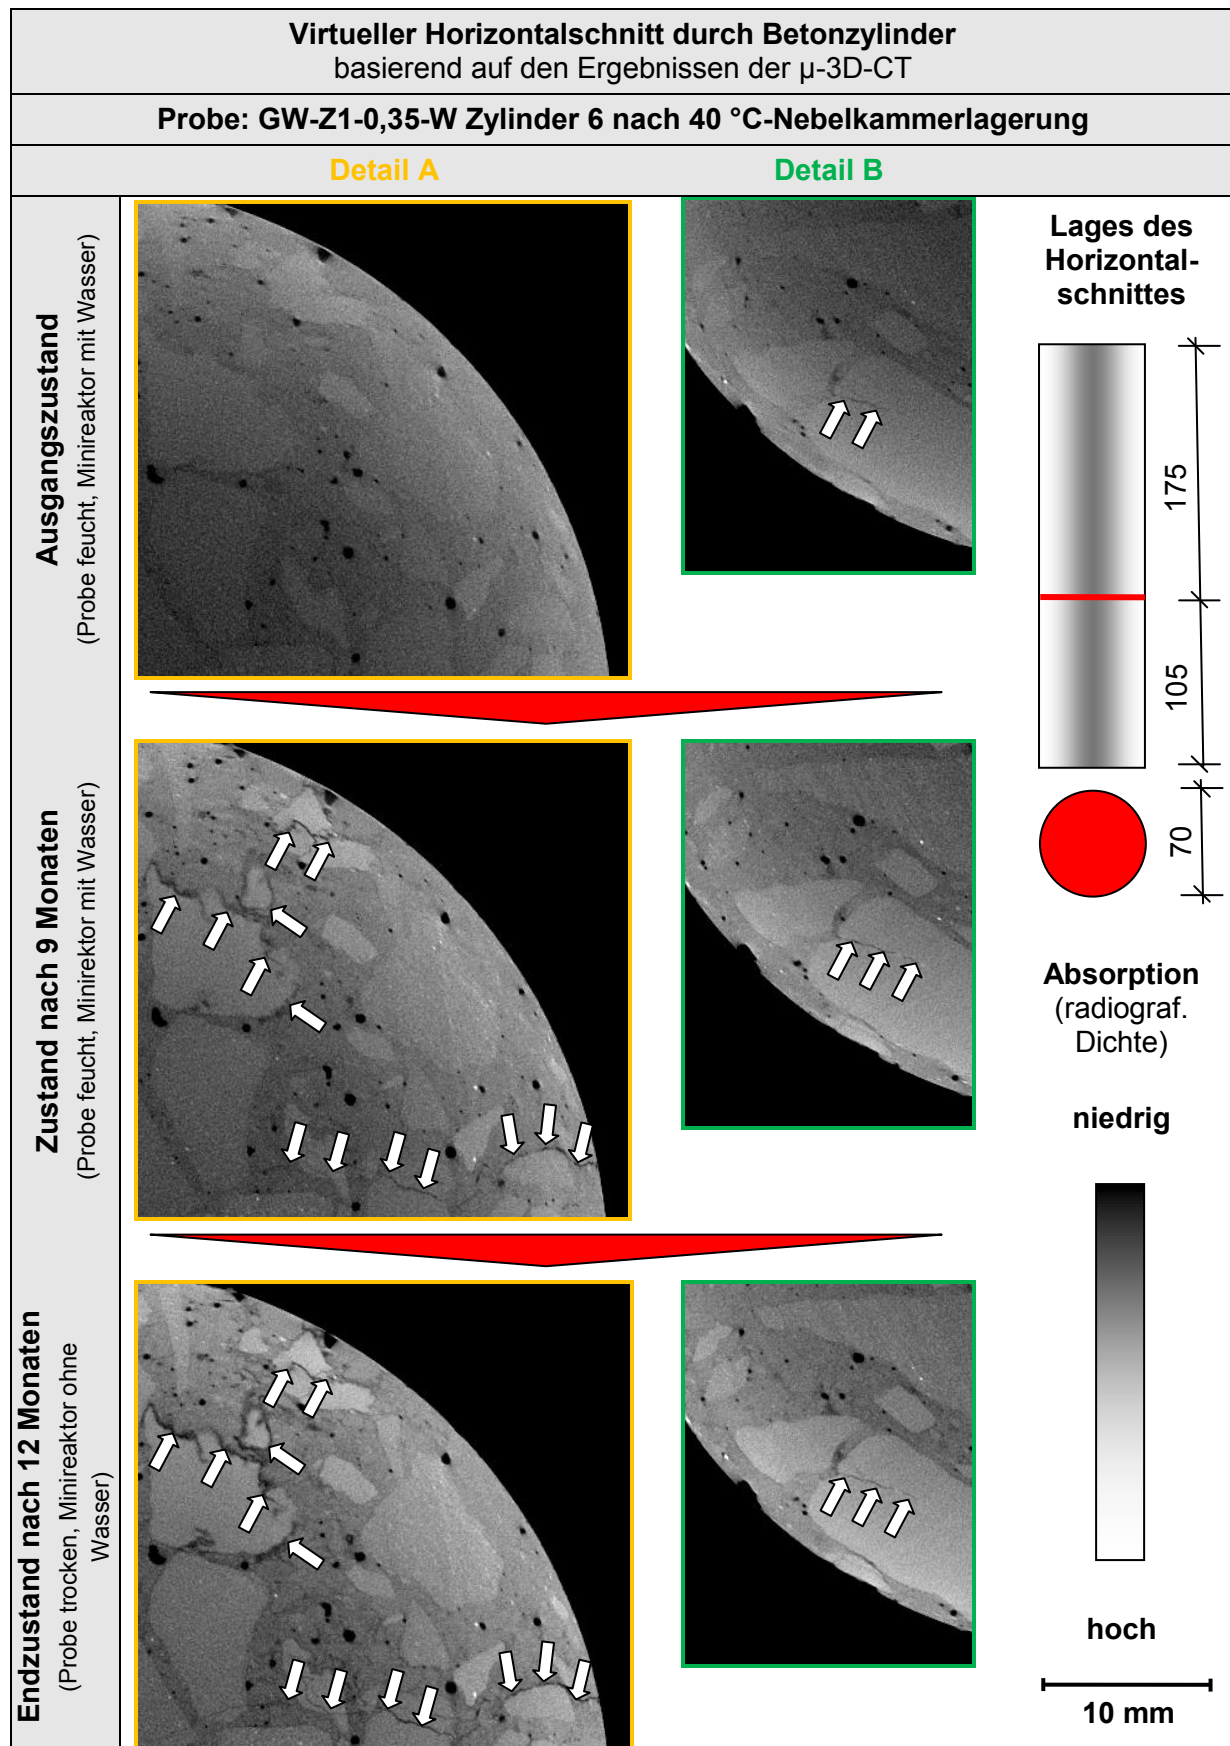 Virtueller Horizontalschnitt durch Betonzylinder
basierend auf den Ergebnissen der µ-3D-CT
Probe: GW-Z1-0,35-W Zylinder 6 nach 40 °C-Nebelkammerlagerung
Detail A
Detail B
Ausgangszustand
(Probe feucht, Minireaktor mit Wasser)
Zustand nach 9 Monaten
(Probe feucht, Minirektor mit Wasser)
Endzustand nach 12 Monaten
(Probe trocken, Minireaktor ohne
Wasser)
Lages des
Horizontal-
schnittes
175
105
70
Absorption
(radiograf.
Dichte)
niedrig
hoch
10 mm